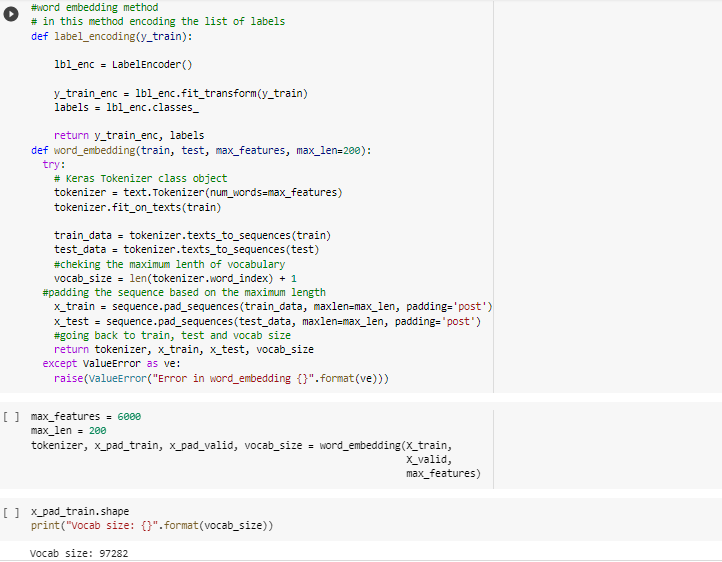 #word embedding method
# in this method encoding the list of labels
def label_encoding(y_train):
lbl_enc = LabelEncoder()
y_train_enc = lbl_enc.fit_transform(y_train)
labels = lbl_enc.classes_
return y_train_enc, labels
def word_embedding(train, test, max_features, max_len=200):
try:
# Keras Tokenizer class object
tokenizer = text.Tokenizer(num_words=max_features)
tokenizer.fit_on_texts(train)
train_data = tokenizer.texts_to_sequences(train)
test_data = tokenizer.texts_to_sequences(test)
#cheking the maximum lenth of vocabulary
vocab_size = len(tokenizer.word_index) + 1
#padding the sequence based on the maximum length
x_train = sequence.pad_sequences(train_data, maxlen=max_len, padding='post')
x_test = sequence.pad_sequences(test_data, maxlen=max_len, padding='post')
#going back to train, test and vocab size
return tokenizer, x_train, x_test, vocab_size
except ValueError as ve:
raise(ValueError("Error in word_embedding {}".format(ve)))
[ ] max_features = 6000
max_len = 200
tokenizer, x_pad_train, x_pad_valid, vocab_size = word_embedding(X_train,
X_valid,
max_features)
[ ] x_pad_train.shape
print("Vocab size: {}".format(vocab_size))
Vocab size: 97282